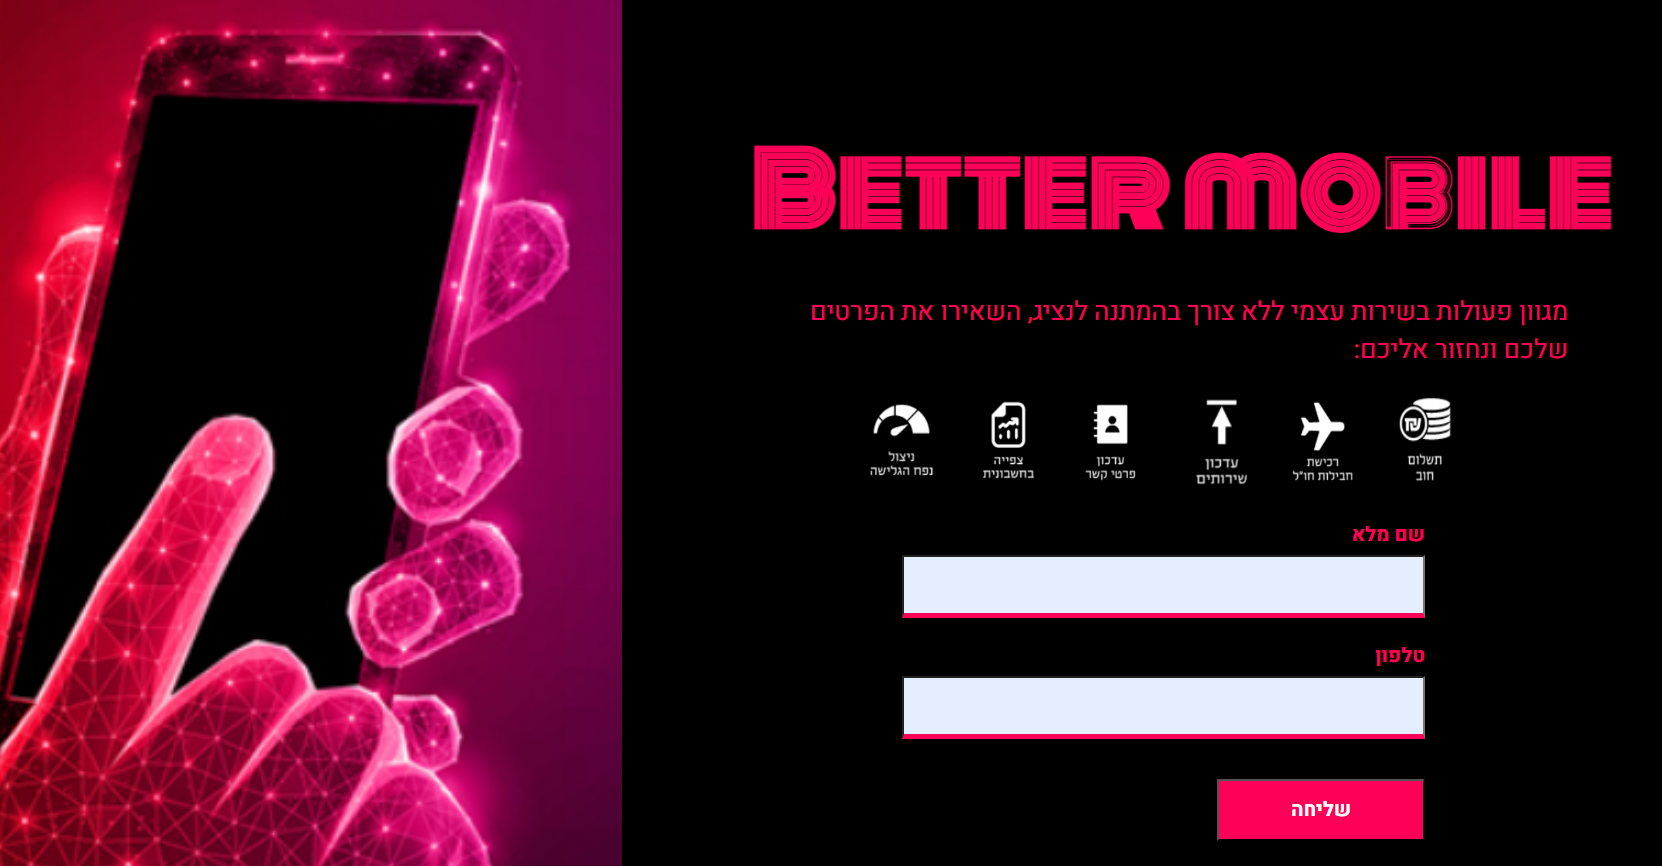 BETTER MOBILE
מגוון פעולות בשירות עצמי ללא צורך בהמתנה לנציג, השאירו את הפרטים
שלכם ונחזור אליכם:
תשלום
חוב
רכישת
חבילות חו"ל
עדכון
שירותים
עדכון
פרטי קשר
צפייה
בחשבונית
ניצול
נפח הגלישה
שם מלא
טלפון
שליחה